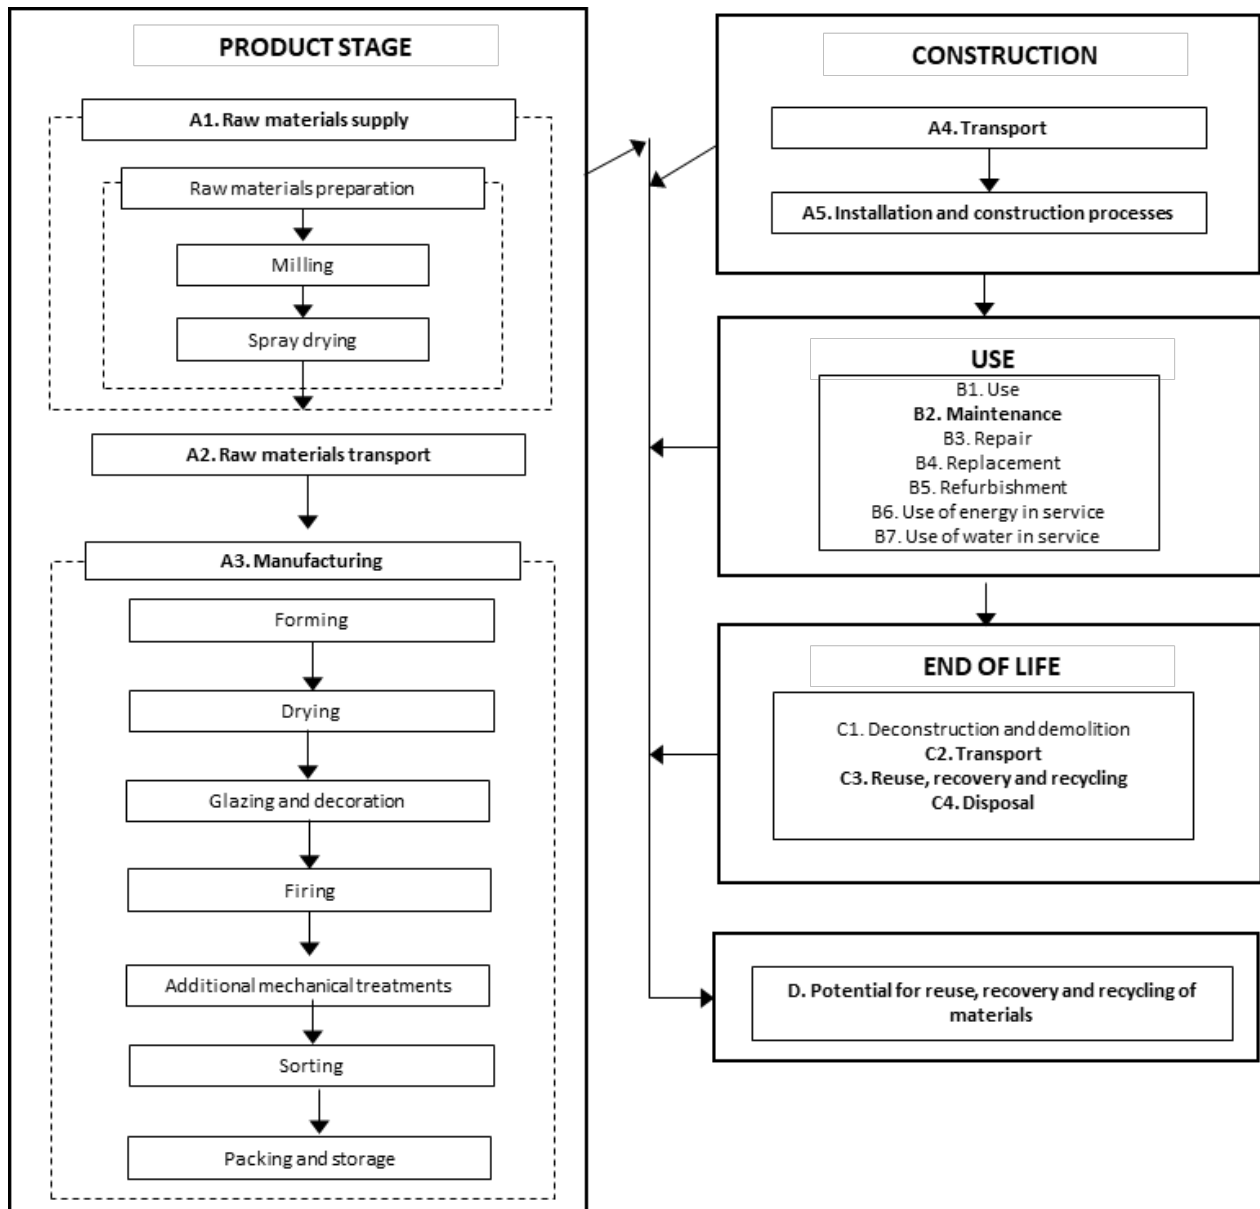 PRODUCT STAGE
A1. Raw materials supply
Raw materials preparation
Milling
Spray drying
A2. Raw materials transport
A3. Manufacturing
Forming
Drying
Glazing and decoration
Firing
Additional mechanical treatments
Sorting
Packing and storage
CONSTRUCTION
A4. Transport
A5. Installation and construction processes
USE
B1. Use
B2. Maintenance
B3. Repair
B4. Replacement
B5. Refurbishment
B6. Use of energy in service
B7. Use of water in service
END OF LIFE
C1. Deconstruction and demolition
C2. Transport
C3. Reuse, recovery and recycling
C4. Disposal
D. Potential for reuse, recovery and recycling of
materials